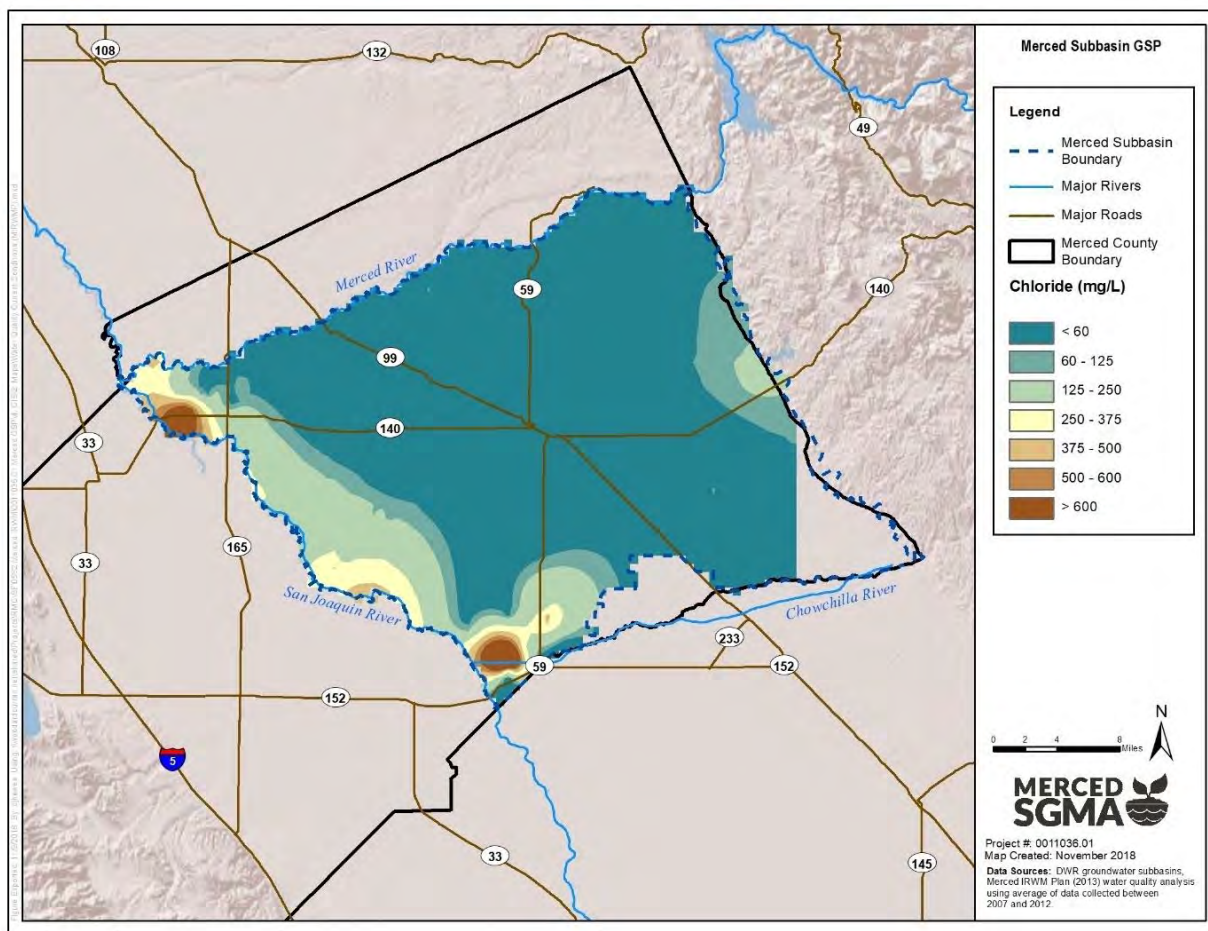 Merced Subbasin GSP
Legend
Merced Subbasin
Boundary
Major Rivers
Major Roads
Merced County
Boundary
Chloride (mg/L)
< 60
60 - 125
125 - 250
250 - 375
375 - 500
500 - 600
> 600
108
132
49
Merced River
59
140
99
140
33
165
33
San Joaquin River
Chowchilla River
233
59
152
152
5
33
145
N
0 2 4 8
Miles
MERCED
SGMA
Project #: 0011036.01
Map Created: November 2018
Data Sources: DWR groundwater subbasins,
Merced IRWM Plan (2013) water quality analysis
using average of data collected between
2007 and 2012.